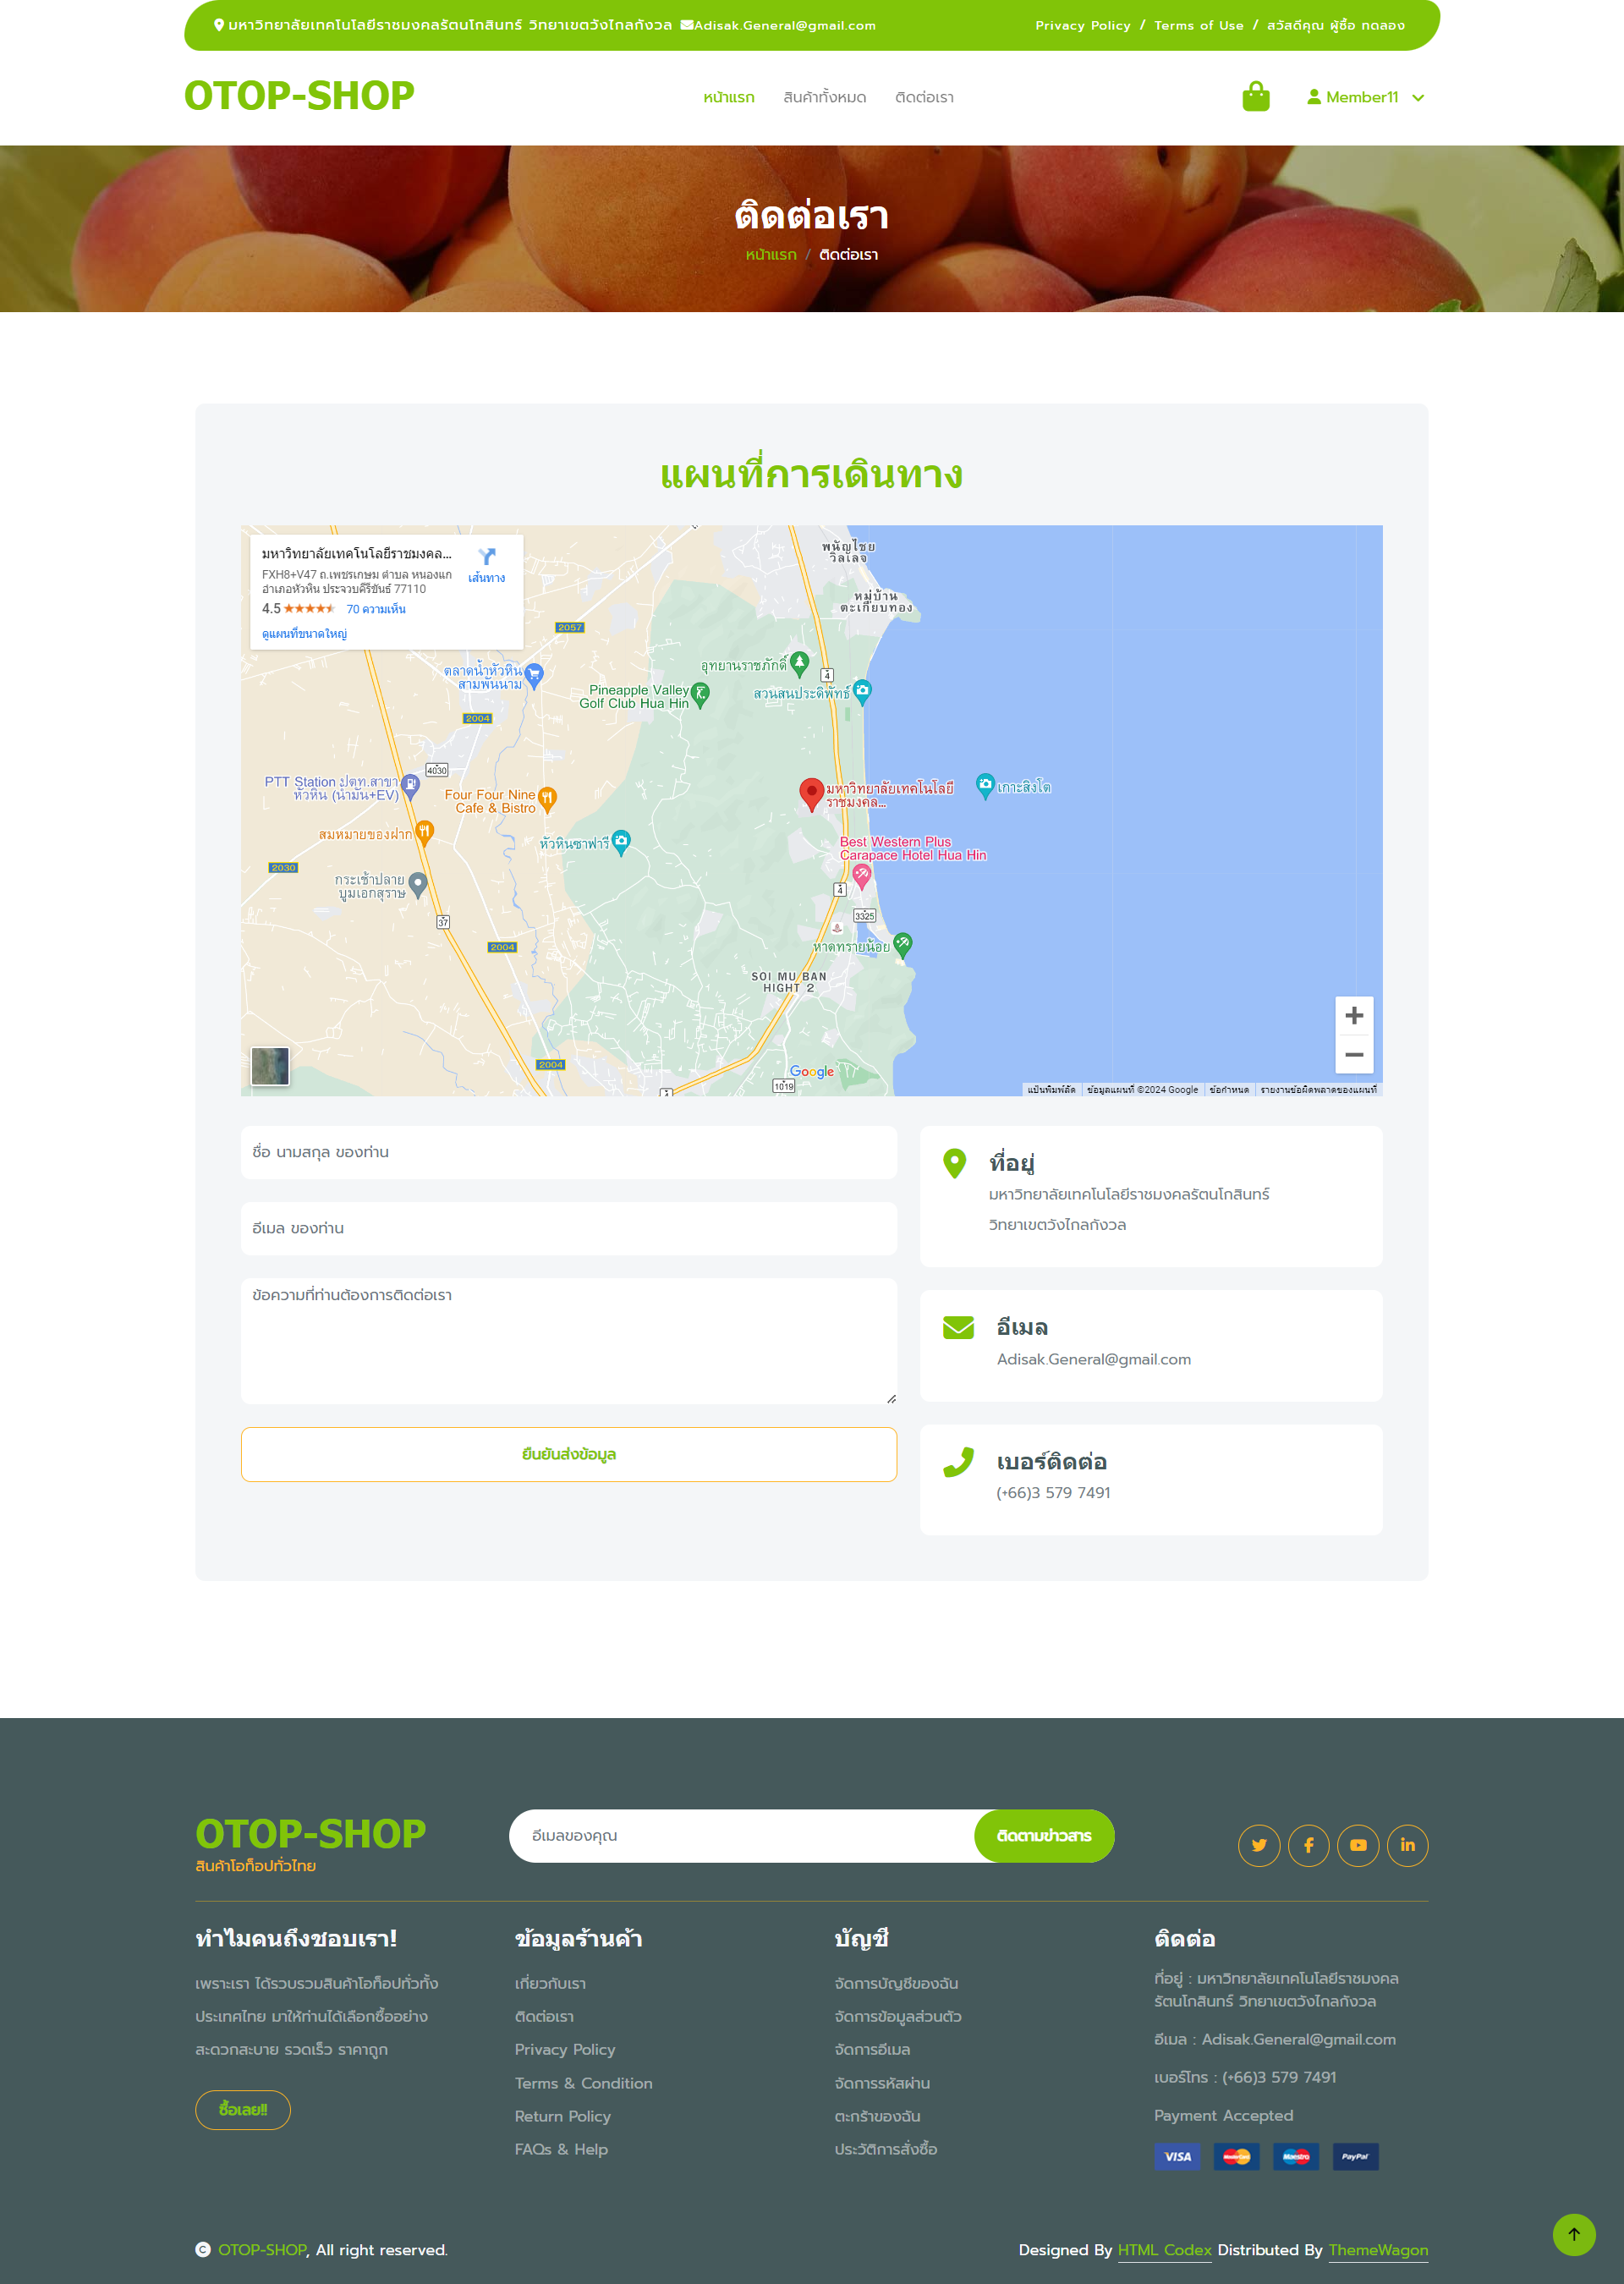 มหาวิทยาลัยเทคโนโลยีราชมงคลรัตนโกสินทร์ วิทยาเขตวังไกลกังวล Adisak.General@gmail.com
Privacy Policy / Terms of Use / สวัสดีคุณ ผู้ซื้อ ทดลอง
OTOP-SHOP
หน้าแรก สินค้าทั้งหมด ติดต่อเรา
Member11
ติดต่อเรา
หน้าแรก / ติดต่อเรา
แผนที่การเดินทาง
มหาวิทยาลัยเทคโนโลยีราชมงคล...
FXH8+V47 ถ.เพชรเกษม ตำบล หนองแก
อำเภอหัวหิน ประจวบคีรีขันธ์ 77110
4.5 70 ความเห็น
ดูแผนที่ขนาดใหญ่
เส้นทาง
พนัญไชย
วิลเลจ
หมู่บ้าน
ตะเกียบทอง
2057
ตลาดน้ำหัวหิน
สามพันนาม
อุทยานราชภักดิ์
4
Pineapple Valley
Golf Club Hua Hin
สวนสนประดิพัทธ์
2004
4030
PTT Station ปตท.สาขา
หัวหิน (น้ำมัน+EV)
Four Four Nine
Cafe & Bistro
มหาวิทยาลัยเทคโนโลยี
ราชมงคล...
เกาะสิงโต
สมหมายของฝาก
หัวหินซาฟารี
Best Western Plus
Carapace Hotel Hua Hin
2030
กระเช้าปลาย
บูมเอกสุราษ
4
3325
37
2004
หาดทรายน้อย
SOI MU BAN
HIGHT 2
2004
Google
1019
4
แป้นพิมพ์ลัด ข้อมูลแผนที่ ©2024 Google ข้อกำหนด รายงานข้อผิดพลาดของแผนที่
ชื่อ นามสกุล ของท่าน
อีเมล ของท่าน
ข้อความที่ท่านต้องการติดต่อเรา
ยืนยันส่งข้อมูล
ที่อยู่
มหาวิทยาลัยเทคโนโลยีราชมงคลรัตนโกสินทร์
วิทยาเขตวังไกลกังวล
อีเมล
Adisak.General@gmail.com
เบอร์ติดต่อ
(+66)3 579 7491
OTOP-SHOP
สินค้าโอท็อปทั่วไทย
อีเมลของคุณ
ติดตามข่าวสาร
ทำไมคนถึงชอบเรา!
เพราะเรา ได้รวบรวมสินค้าโอท็อปทั่วทั้ง
ประเทศไทย มาให้ท่านได้เลือกซื้ออย่าง
สะดวกสบาย รวดเร็ว ราคาถูก
ซื้อเลย!!
ข้อมูลร้านค้า
เกี่ยวกับเรา
ติดต่อเรา
Privacy Policy
Terms & Condition
Return Policy
FAQs & Help
บัญชี
จัดการบัญชีของฉัน
จัดการข้อมูลส่วนตัว
จัดการอีเมล
จัดการรหัสผ่าน
ตะกร้าของฉัน
ประวัติการสั่งซื้อ
ติดต่อ
ที่อยู่ : มหาวิทยาลัยเทคโนโลยีราชมงคล
รัตนโกสินทร์ วิทยาเขตวังไกลกังวล
อีเมล : Adisak.General@gmail.com
เบอร์โทร : (+66)3 579 7491
Payment Accepted
VISA MasterCard Maestro PayPal
© OTOP-SHOP, All right reserved.
Designed By HTML Codex Distributed By ThemeWagon